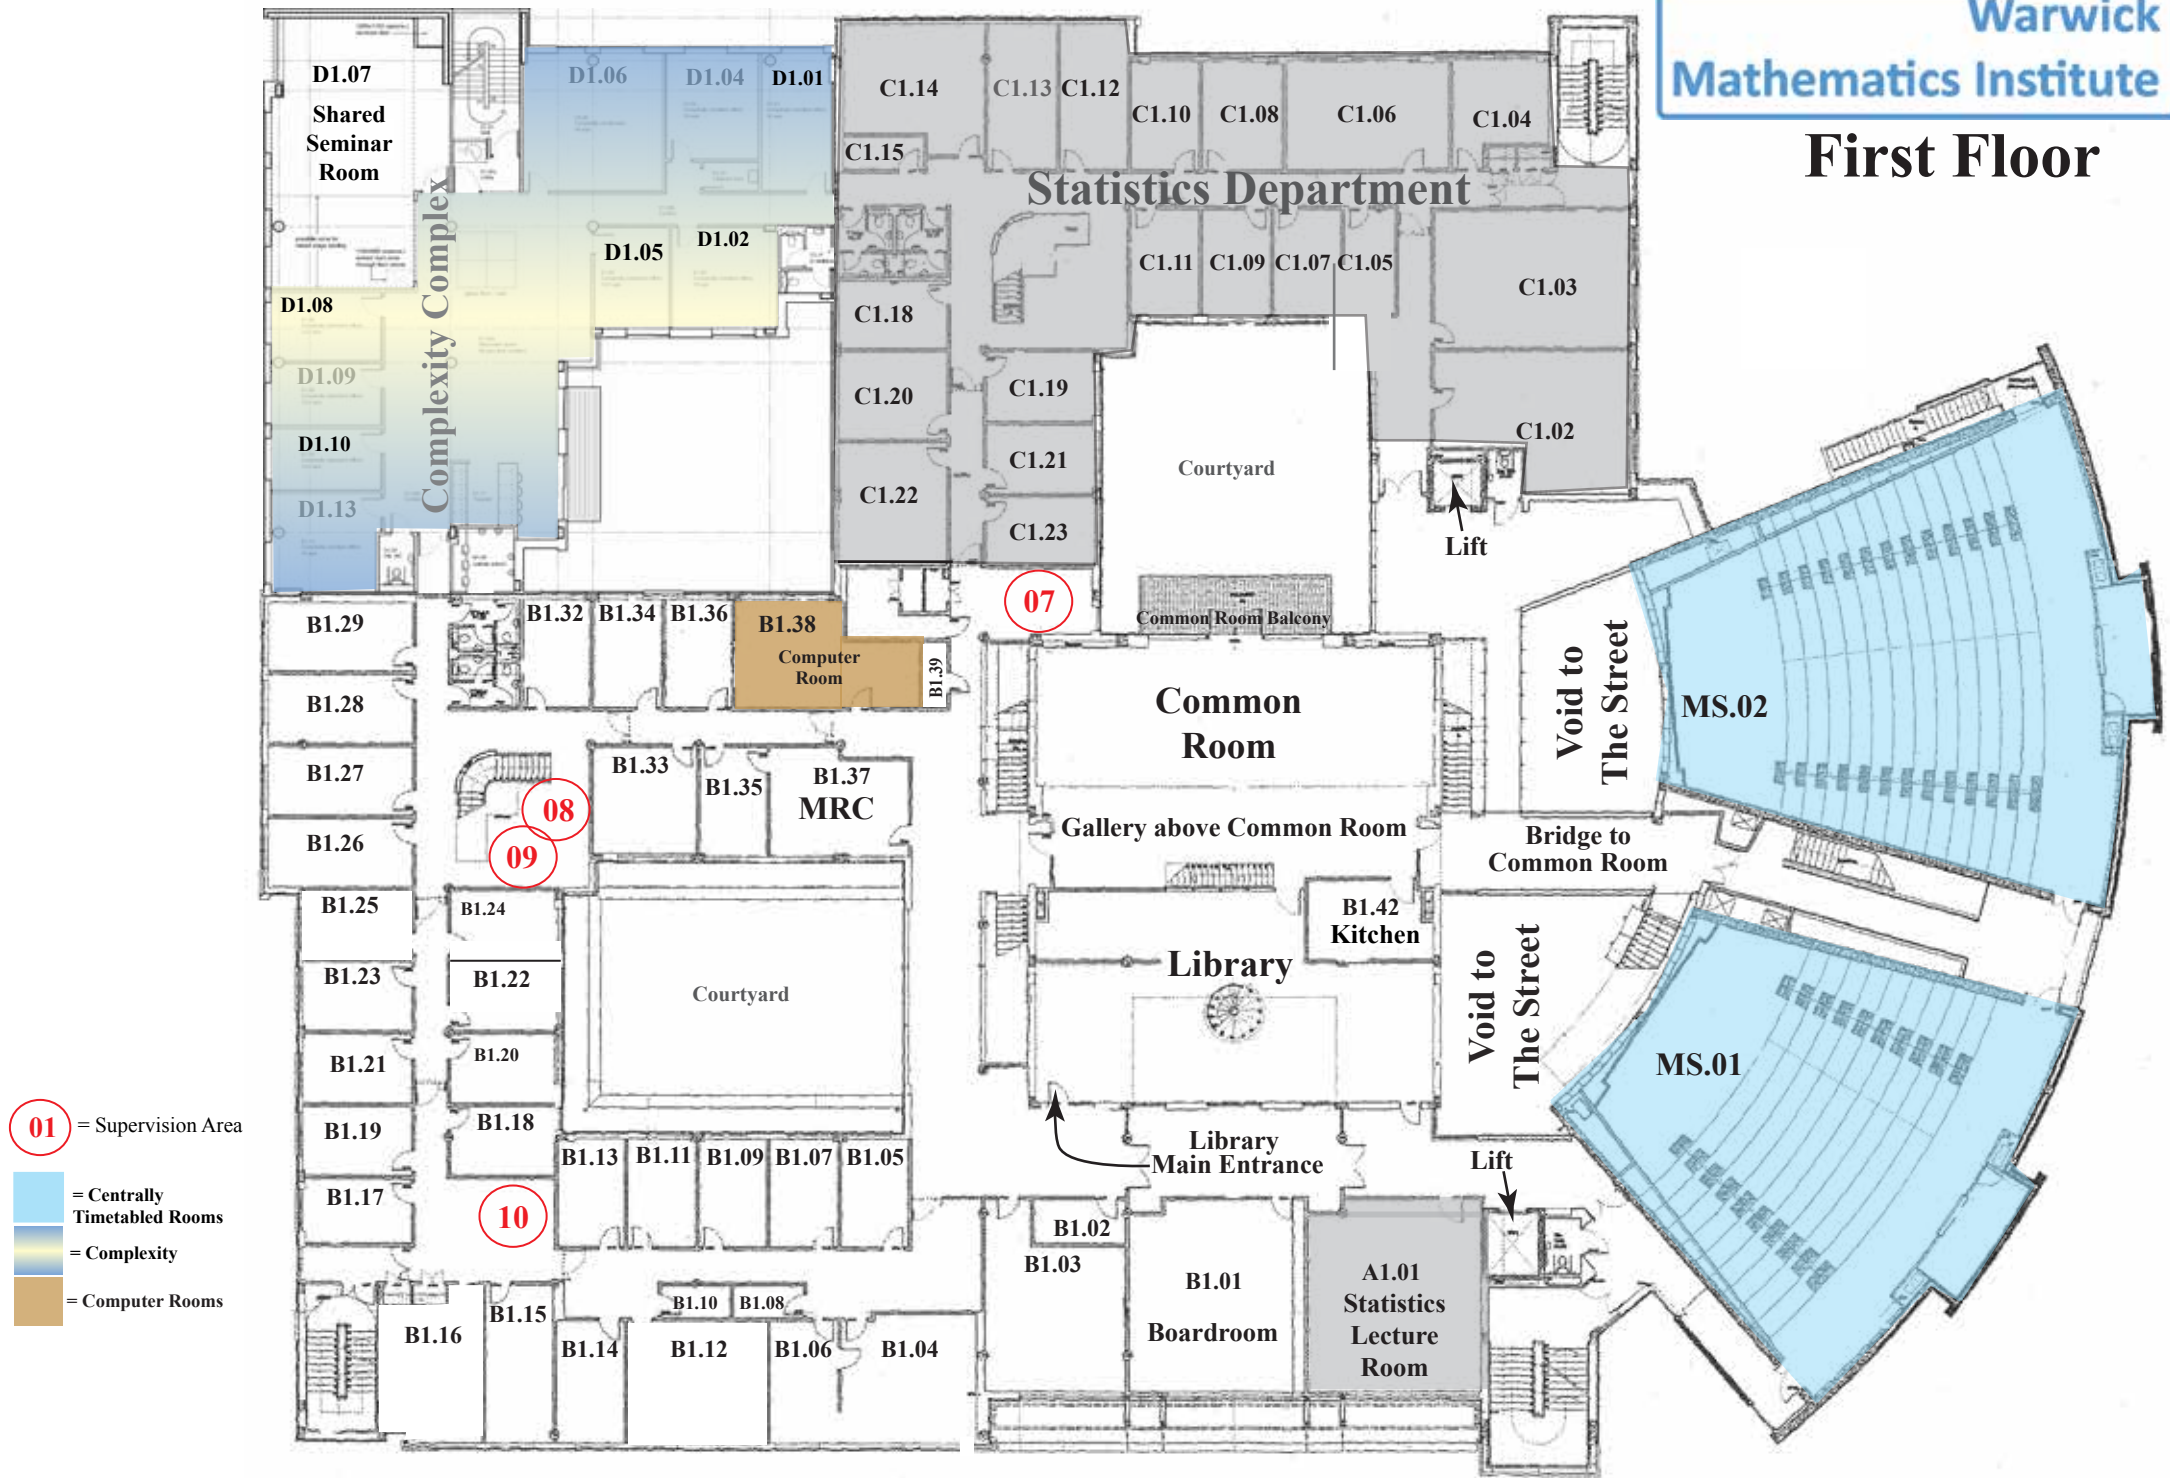 Warwick
Mathematics Institute
First Floor
D1.07
Shared
Seminar
Room
D1.06
D1.04
D1.01
D1.05
D1.02
D1.08
D1.09
D1.10
D1.13
Complexity Complex
C1.14
C1.13
C1.12
C1.10
C1.08
C1.06
C1.04
C1.15
Statistics Department
C1.11
C1.09
C1.07
C1.05
C1.03
C1.18
C1.20
C1.19
C1.02
C1.21
C1.22
C1.23
Courtyard
Lift
07
Common Room Balcony
B1.29
B1.32
B1.34
B1.36
B1.38
Computer
Room
B1.39
B1.28
B1.27
B1.26
B1.33
B1.35
B1.37
MRC
08
09
Common
Room
Gallery above Common Room
Void to
The Street
MS.02
Bridge to
Common Room
B1.25
B1.24
B1.23
B1.22
B1.21
B1.20
B1.19
B1.18
B1.17
Courtyard
B1.42
Kitchen
Library
Void to
The Street
MS.01
Library
Main Entrance
Lift
B1.13
B1.11
B1.09
B1.07
B1.05
10
B1.02
B1.03
B1.01
Boardroom
A1.01
Statistics
Lecture
Room
B1.10
B1.08
B1.16
B1.15
B1.14
B1.12
B1.06
B1.04
01 = Supervision Area
= Centrally
Timetabled Rooms
= Complexity
= Computer Rooms